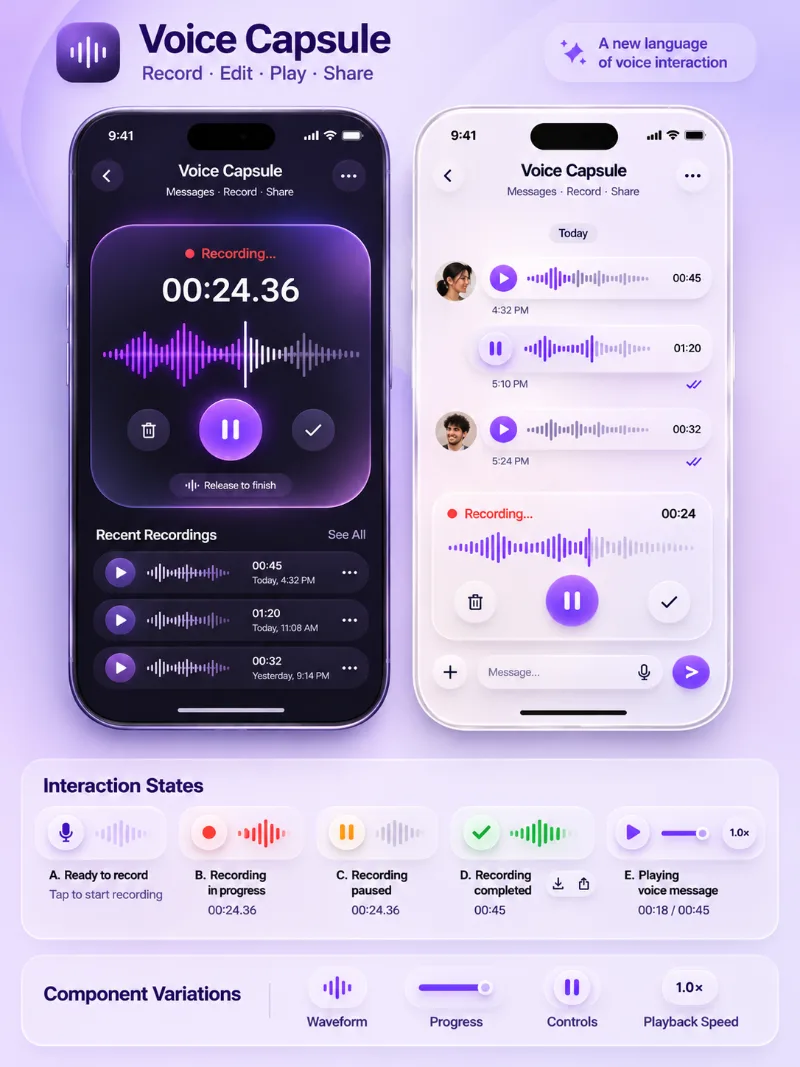 Voice Capsule
Record · Edit · Play · Share
A new language
of voice interaction
9:41
Voice Capsule
Messages · Record · Share
Recording...
00:24.36
Release to finish
Recent Recordings
See All
00:45
Today, 4:32 PM
01:20
Today, 11:08 AM
00:32
Yesterday, 9:14 PM
9:41
Voice Capsule
Messages · Record · Share
Today
00:45
4:32 PM
01:20
5:10 PM
00:32
5:24 PM
Recording...
00:24
Message...
Interaction States
A. Ready to record
Tap to start recording
B. Recording
in progress
00:24.36
C. Recording
paused
00:24.36
D. Recording
completed
00:45
1.0×
E. Playing
voice message
00:18 / 00:45
Component Variations
Waveform
Progress
Controls
1.0×
Playback Speed